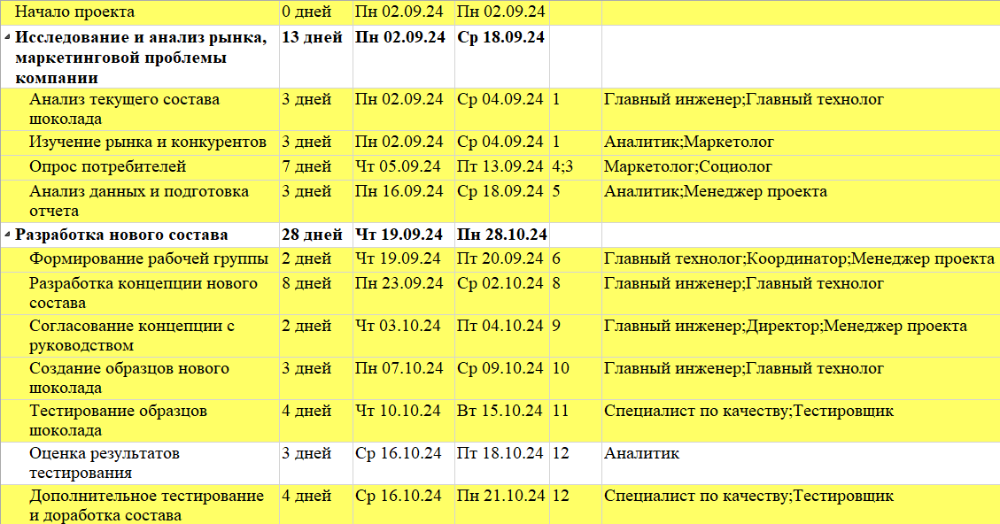 Начало проекта 0 дней Пн 02.09.24 Пн 02.09.24
Исследование и анализ рынка, 13 дней Пн 02.09.24 Ср 18.09.24
маркетинговой проблемы
компании
Анализ текущего состава 3 дней Пн 02.09.24 Ср 04.09.24 1 Главный инженер;Главный технолог
шоколада
Изучение рынка и конкурентов 3 дней Пн 02.09.24 Ср 04.09.24 1 Аналитик;Маркетолог
Опрос потребителей 7 дней Чт 05.09.24 Пт 13.09.24 4;3 Маркетолог;Социолог
Анализ данных и подготовка 3 дней Пн 16.09.24 Ср 18.09.24 5 Аналитик;Менеджер проекта
отчета
Разработка нового состава 28 дней Чт 19.09.24 Пн 28.10.24
Формирование рабочей группы 2 дней Чт 19.09.24 Пт 20.09.24 6 Главный технолог;Координатор;Менеджер проекта
Разработка концепции нового 8 дней Пн 23.09.24 Ср 02.10.24 8 Главный инженер;Главный технолог
состава
Согласование концепции с 2 дней Чт 03.10.24 Пт 04.10.24 9 Главный инженер;Директор;Менеджер проекта
руководством
Создание образцов нового 3 дней Пн 07.10.24 Ср 09.10.24 10 Главный инженер;Главный технолог
шоколада
Тестирование образцов 4 дней Чт 10.10.24 Вт 15.10.24 11 Специалист по качеству;Тестировщик
шоколада
Оценка результатов 3 дней Ср 16.10.24 Пт 18.10.24 12 Аналитик
тестирования
Дополнительное тестирование 4 дней Ср 16.10.24 Пн 21.10.24 12 Специалист по качеству;Тестировщик
и доработка состава